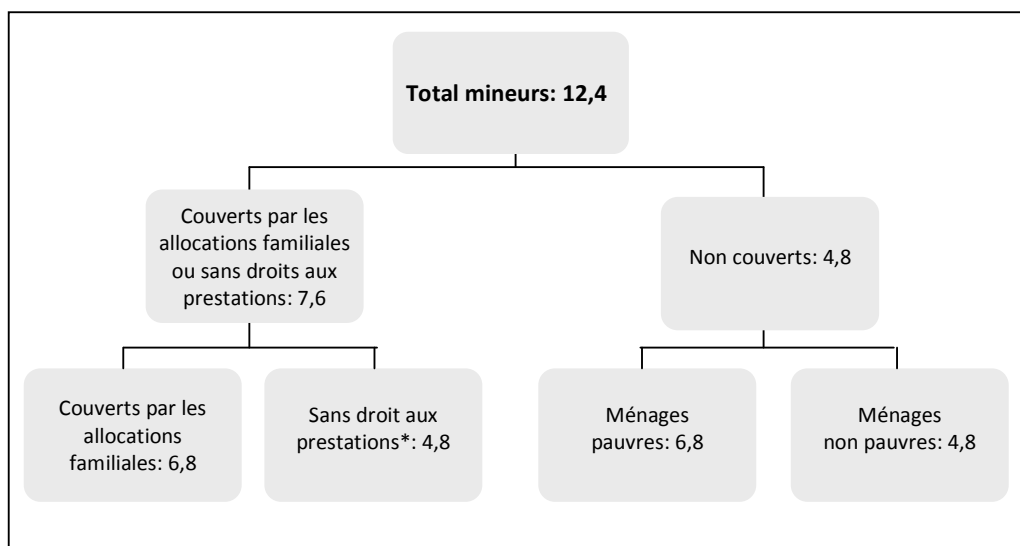 Total mineurs: 12,4
Couverts par les
allocations familiales
ou sans droits aux
prestations: 7,6
Non couverts: 4,8
Couverts par les
allocations
familiales: 6,8
Sans droit aux
prestations*: 4,8
Ménages
pauvres: 6,8
Ménages
non pauvres: 4,8